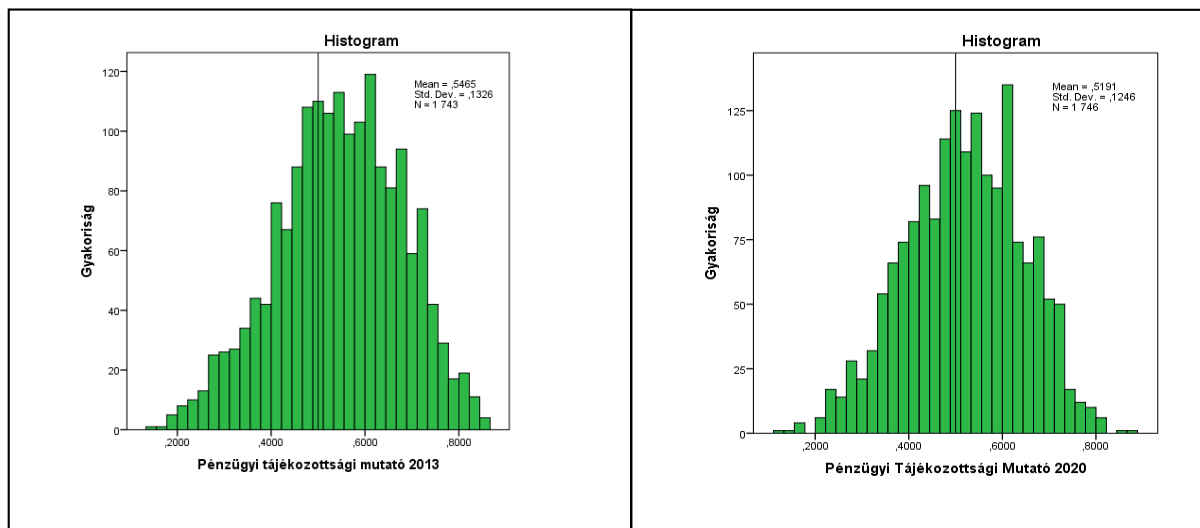 Histogram
Mean = ,5465
Std. Dev. = ,1326
N = 1 743
120
100
80
60
40
20
0
Gyakoriság
,2000 ,4000 ,6000 ,8000
Pénzügyi tájékozottsági mutató 2013
Histogram
Mean = ,5191
Std. Dev. = ,1246
N = 1 746
125
100
75
50
25
0
Gyakoriság
,2000 ,4000 ,6000 ,8000
Pénzügyi Tájékozottsági Mutató 2020